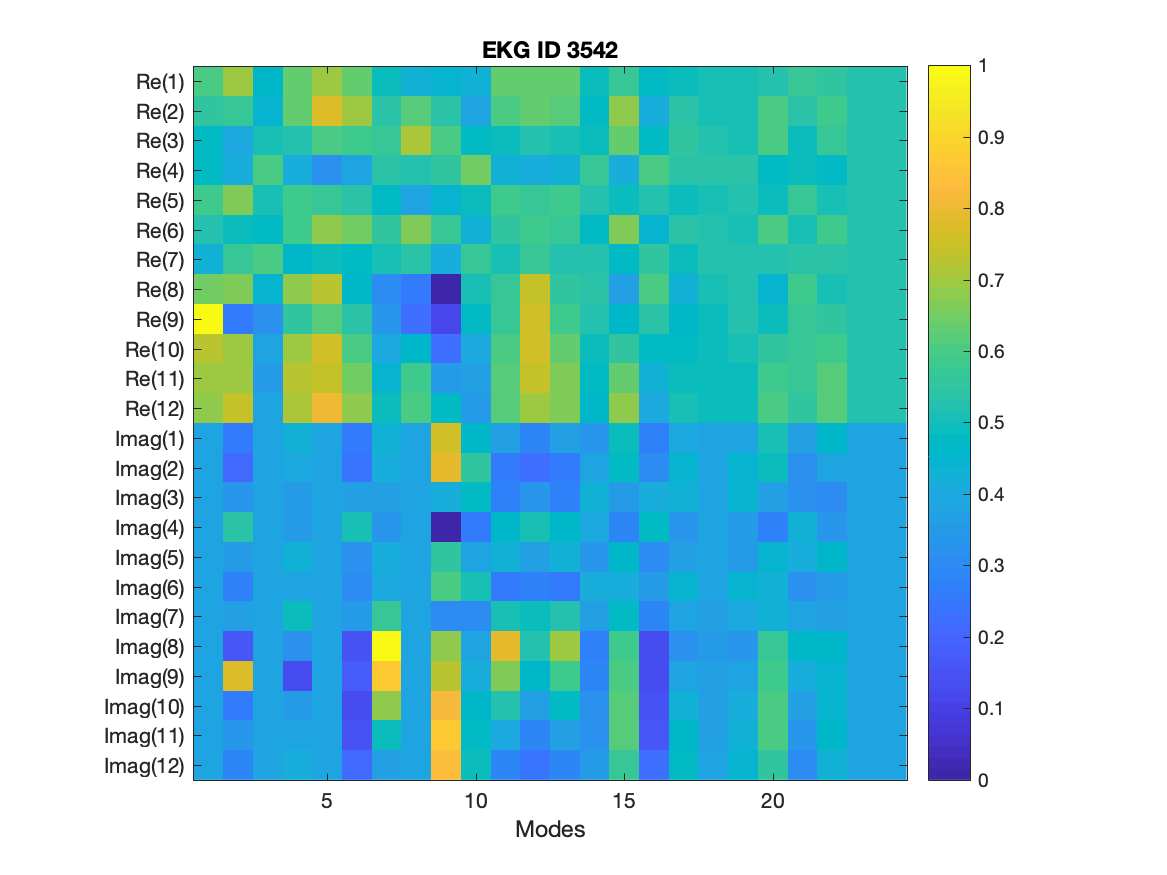 EKG ID 3542
Re(1)
Re(2)
Re(3)
Re(4)
Re(5)
Re(6)
Re(7)
Re(8)
Re(9)
Re(10)
Re(11)
Re(12)
Imag(1)
Imag(2)
Imag(3)
Imag(4)
Imag(5)
Imag(6)
Imag(7)
Imag(8)
Imag(9)
Imag(10)
Imag(11)
Imag(12)
5 10 15 20
Modes
1
0.9
0.8
0.7
0.6
0.5
0.4
0.3
0.2
0.1
0